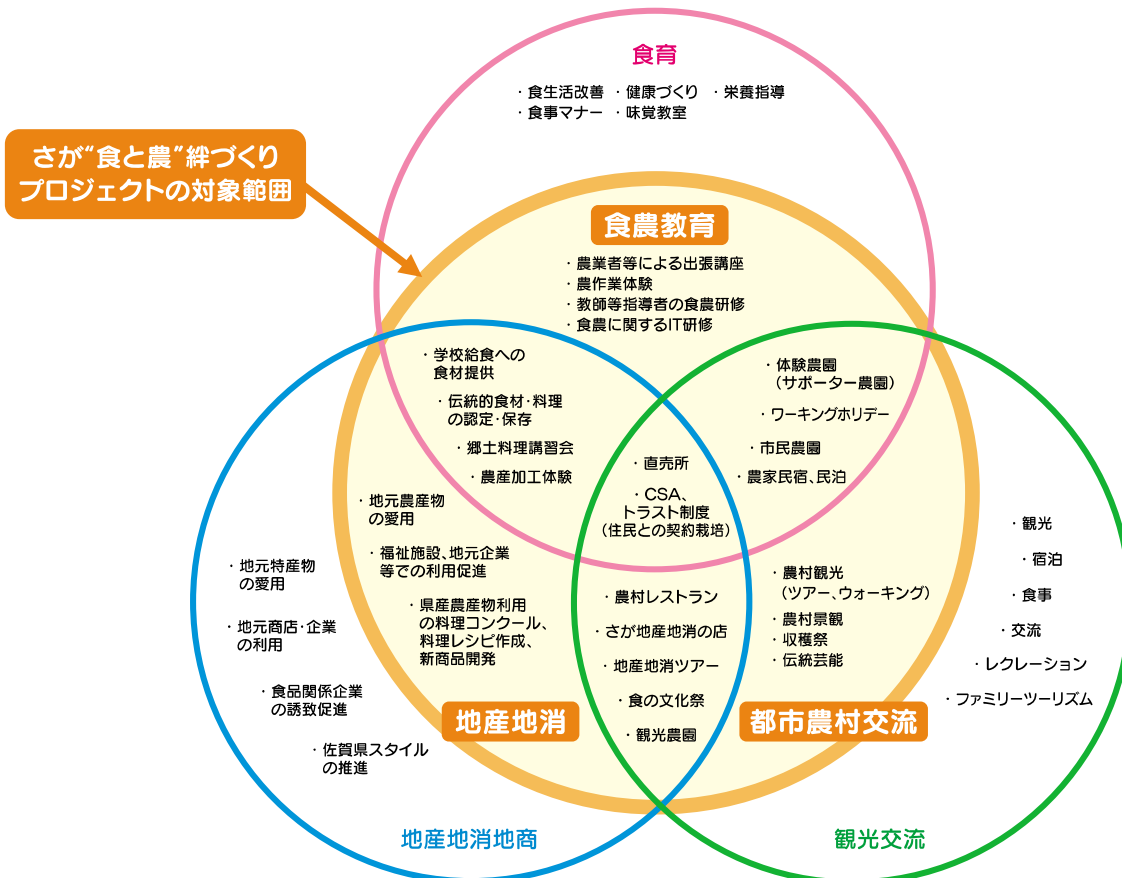 食育
・食生活改善 ・健康づくり ・栄養指導
・食事マナー ・味覚教室
さが“食と農”絆づくり
プロジェクトの対象範囲
食農教育
・農業者等による出張講座
・農作業体験
・教師等指導者の食農研修
・食農に関するIT研修
・学校給食への
食材提供
・伝統的食材・料理
の認定・保存
・郷土料理講習会
・農産加工体験
・体験農園
(サポーター農園)
・ワーキングホリデー
・市民農園
・農家民宿、民泊
・直売所
・CSA、
トラスト制度
(住民との契約栽培)
・地元農産物
の愛用
・福祉施設、地元企業
等での利用促進
・県産農産物利用
の料理コンクール、
料理レシピ作成、
新商品開発
地産地消
・農村レストラン
・さが地産地消の店
・地産地消ツアー
・食の文化祭
・観光農園
・農村観光
(ツアー、ウォーキング)
・農村景観
・収穫祭
・伝統芸能
都市農村交流
・地元特産物
の愛用
・地元商店・企業
の利用
・食品関係企業
の誘致促進
・佐賀県スタイル
の推進
地産地消地商
・観光
・宿泊
・食事
・交流
・レクレーション
・ファミリーツーリズム
観光交流